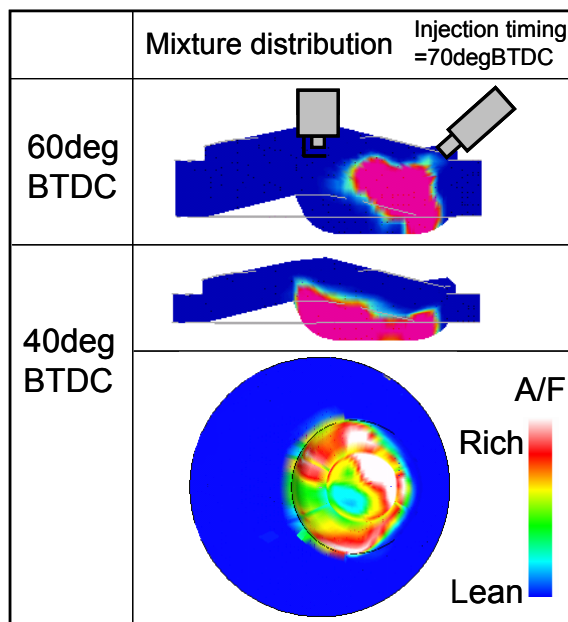 Mixture distribution
Injection timing
=70degBTDC
60deg
BTDC
40deg
BTDC
A/F
Rich
Lean